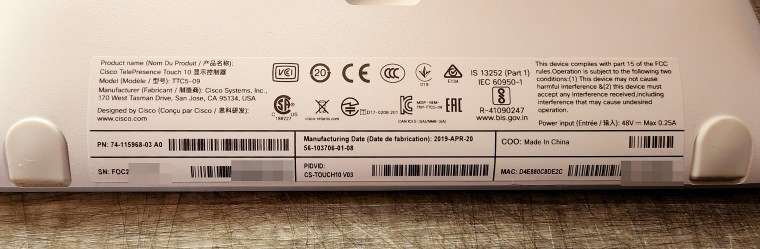 Product name (Nom Du Produit / 产品名称):
Cisco TelePresence Touch 10 显示控制器
Model (Modèle / 型号): TTC5-09
Manufacturer (Fabricant / 制造商): Cisco Systems, Inc.,
170 West Tasman Drive, San Jose, CA 95134, USA
Designed by Cisco (Conçu par Cisco / 思科研发):
www.cisco.com
VCCI
20
CE
CCC
IS 13252 (Part 1)
IEC 60950-1
R-41090247
www.bis.gov.in
This device complies with part 15 of the FCC
rules.Operation is subject to the following two
conditions:(1) This device may not cause
harmful interference &(2) this device must
accept any interference received,including
interference that may cause undesired
operation.
Power input (Entrée / 输入): 48V ⎓ Max 0.25A
PN: 74-115968-03 A0
Manufacturing Date (Date de fabrication): 2019-APR-20
56-103706-01-08
COO: Made In China
SN: FOC2
PIDVID:
CS-TOUCH10 V03
MAC: D4E880C8DE2C